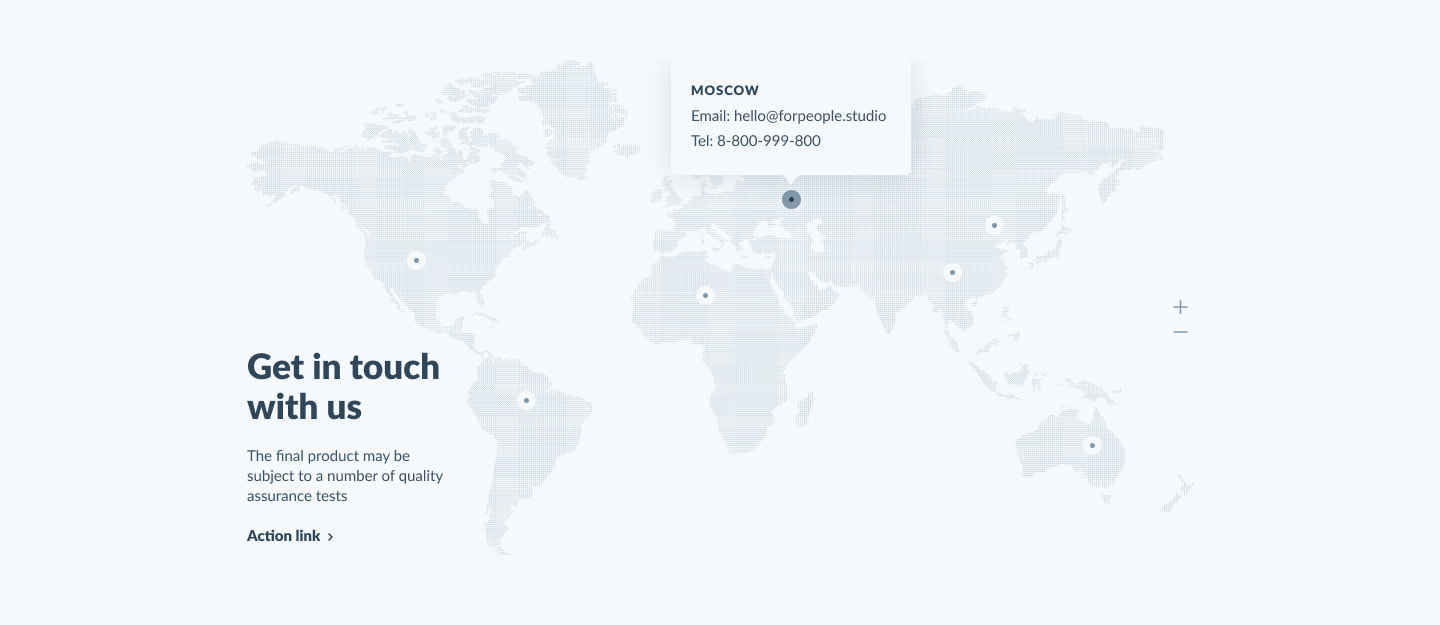 MOSCOW
Email: hello@forpeople.studio
Tel: 8-800-999-800
Get in touch
with us
The final product may be
subject to a number of quality
assurance tests
Action link